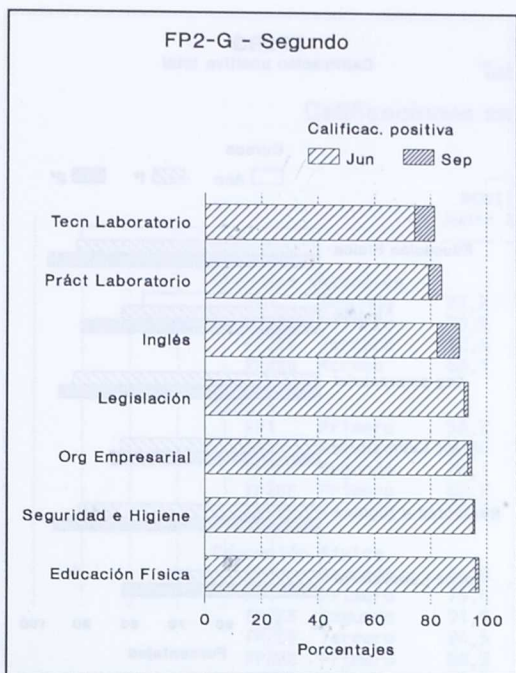 FP2-G - Segundo
Calificac. positiva
Jun Sep
Tecn Laboratorio
Práct Laboratorio
Inglés
Legislación
Org Empresarial
Seguridad e Higiene
Educación Física
0 20 40 60 80 100
Porcentajes